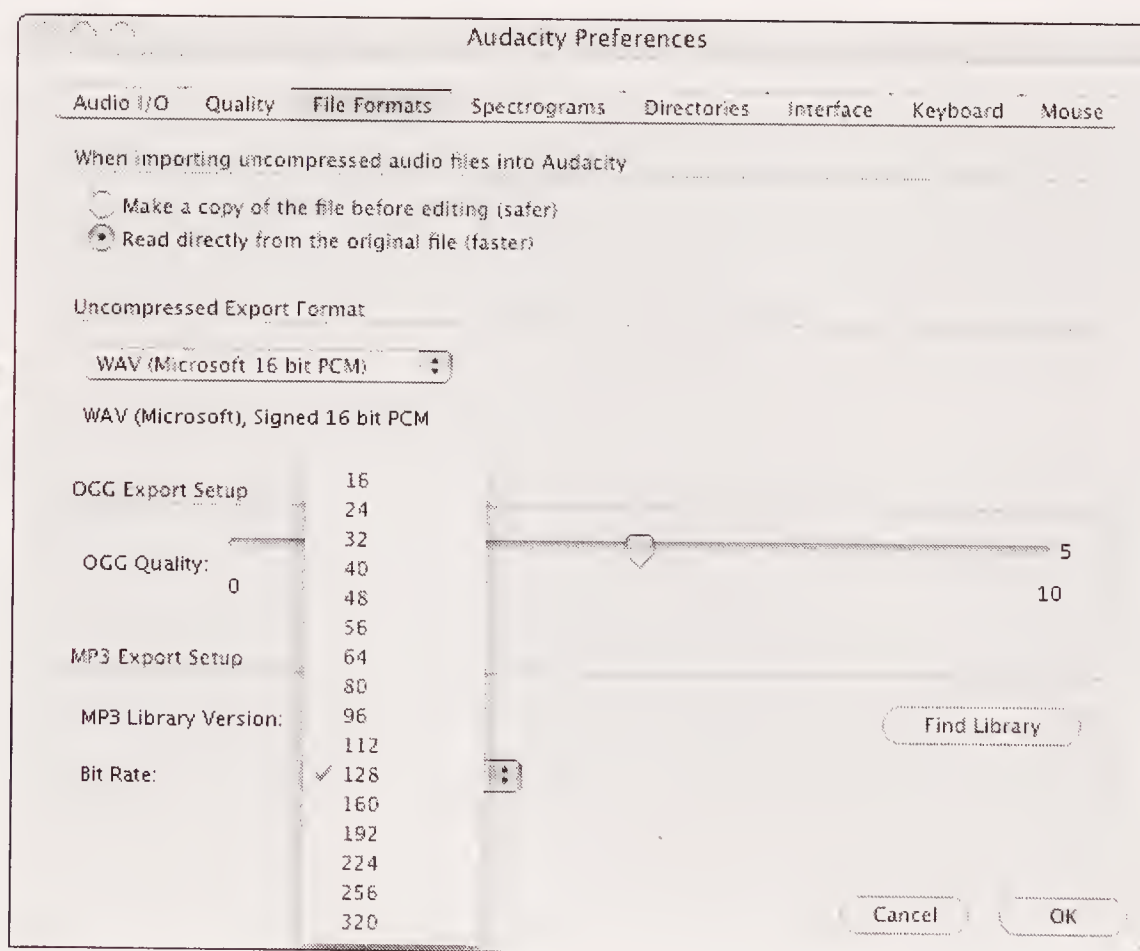 Audacity Preferences
Audio I/O Quality File Formats Spectrograms Directories Interface Keyboard Mouse
When importing uncompressed audio files into Audacity
Make a copy of the file before editing (safer)
Read directly from the original file (faster)
Uncompressed Export Format
WAV (Microsoft 16 bit PCM)
WAV (Microsoft), Signed 16 bit PCM
OGG Export Setup
OGG Quality:
0
5
10
MP3 Export Setup
MP3 Library Version:
Find Library
Bit Rate:
16
24
32
40
48
56
64
80
96
112
✓ 128
160
192
224
256
320
Cancel
OK